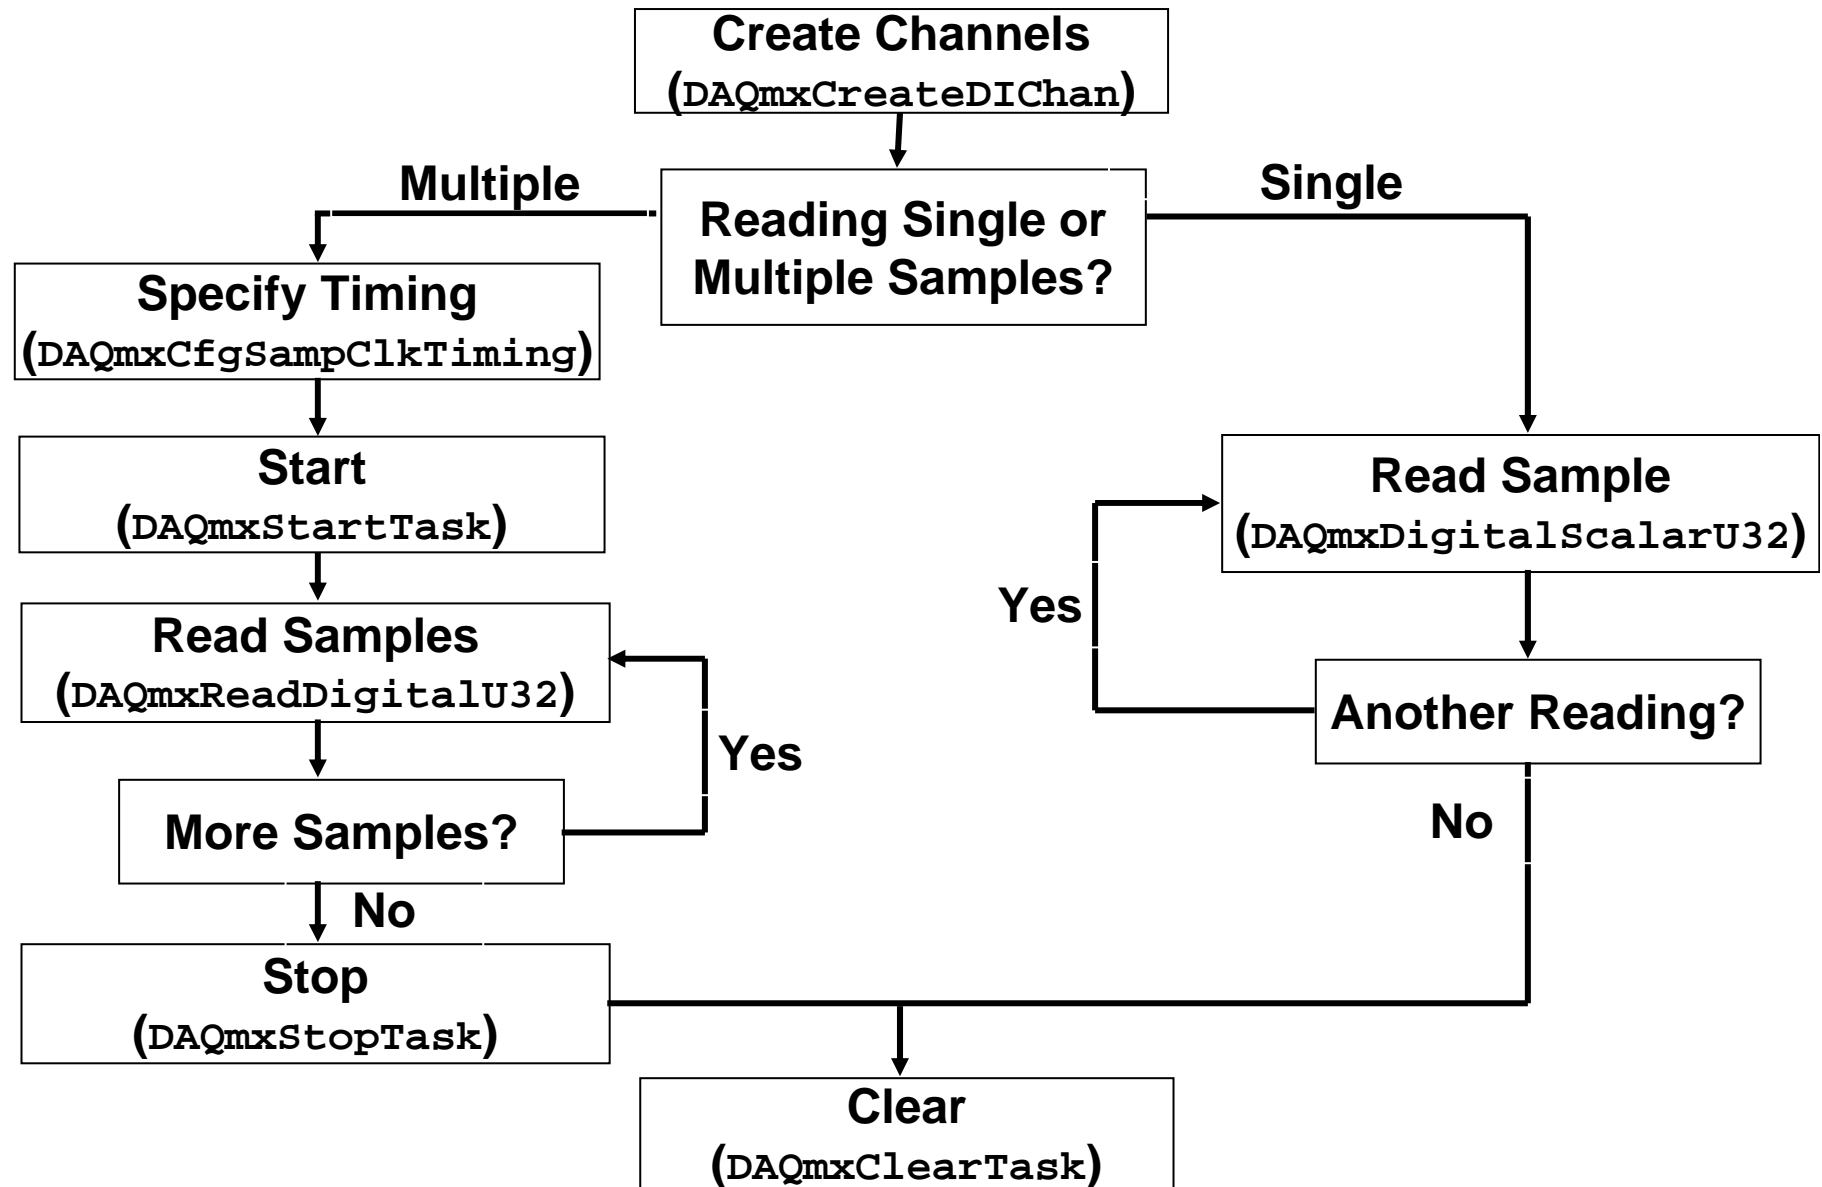 Create Channels
(DAQmxCreateDIChan)
Multiple
Single
Reading Single or
Multiple Samples?
Specify Timing
(DAQmxCfgSampClkTiming)
Start
(DAQmxStartTask)
Read Sample
(DAQmxDigitalScalarU32)
Yes
Read Samples
(DAQmxReadDigitalU32)
Another Reading?
Yes
More Samples?
No
No
Stop
(DAQmxStopTask)
Clear
(DAQmxClearTask)